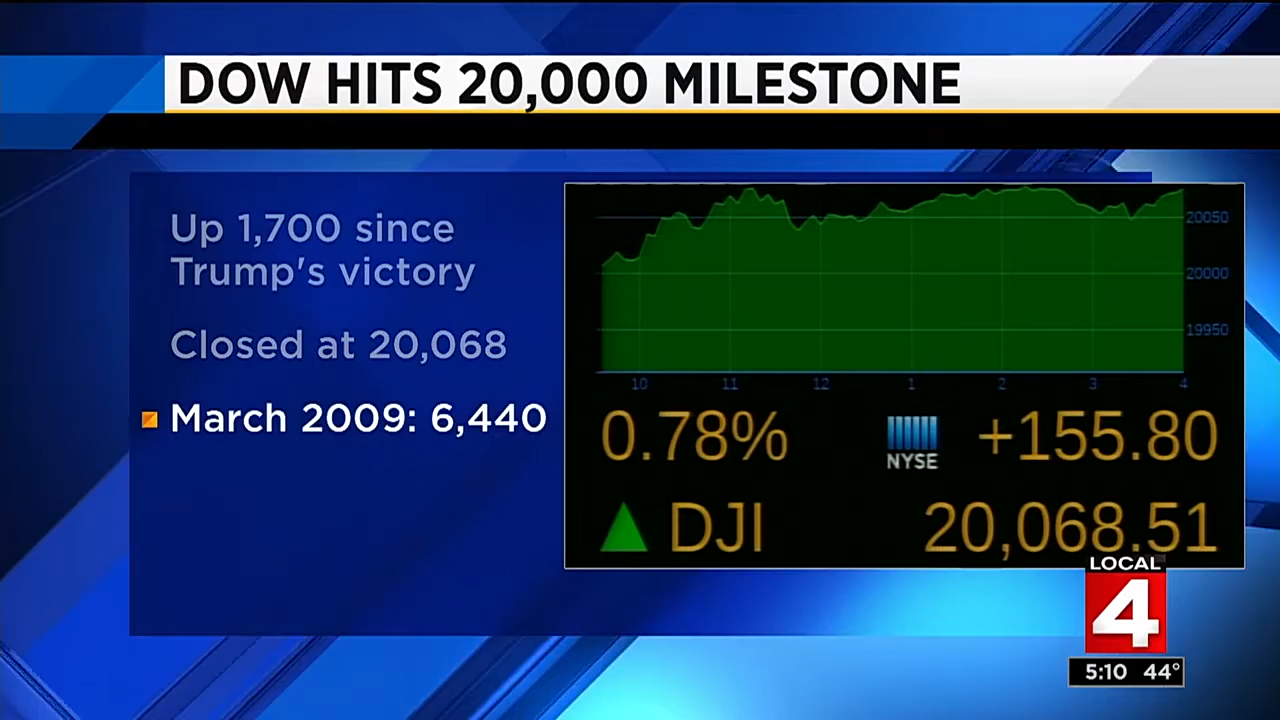 DOW HITS 20,000 MILESTONE
Up 1,700 since
Trump's victory
Closed at 20,068
March 2009: 6,440
20050
20000
19950
10 11 12 1 2 3 4
0.78% NYSE +155.80
DJI 20,068.51
LOCAL
4
5:10 44°